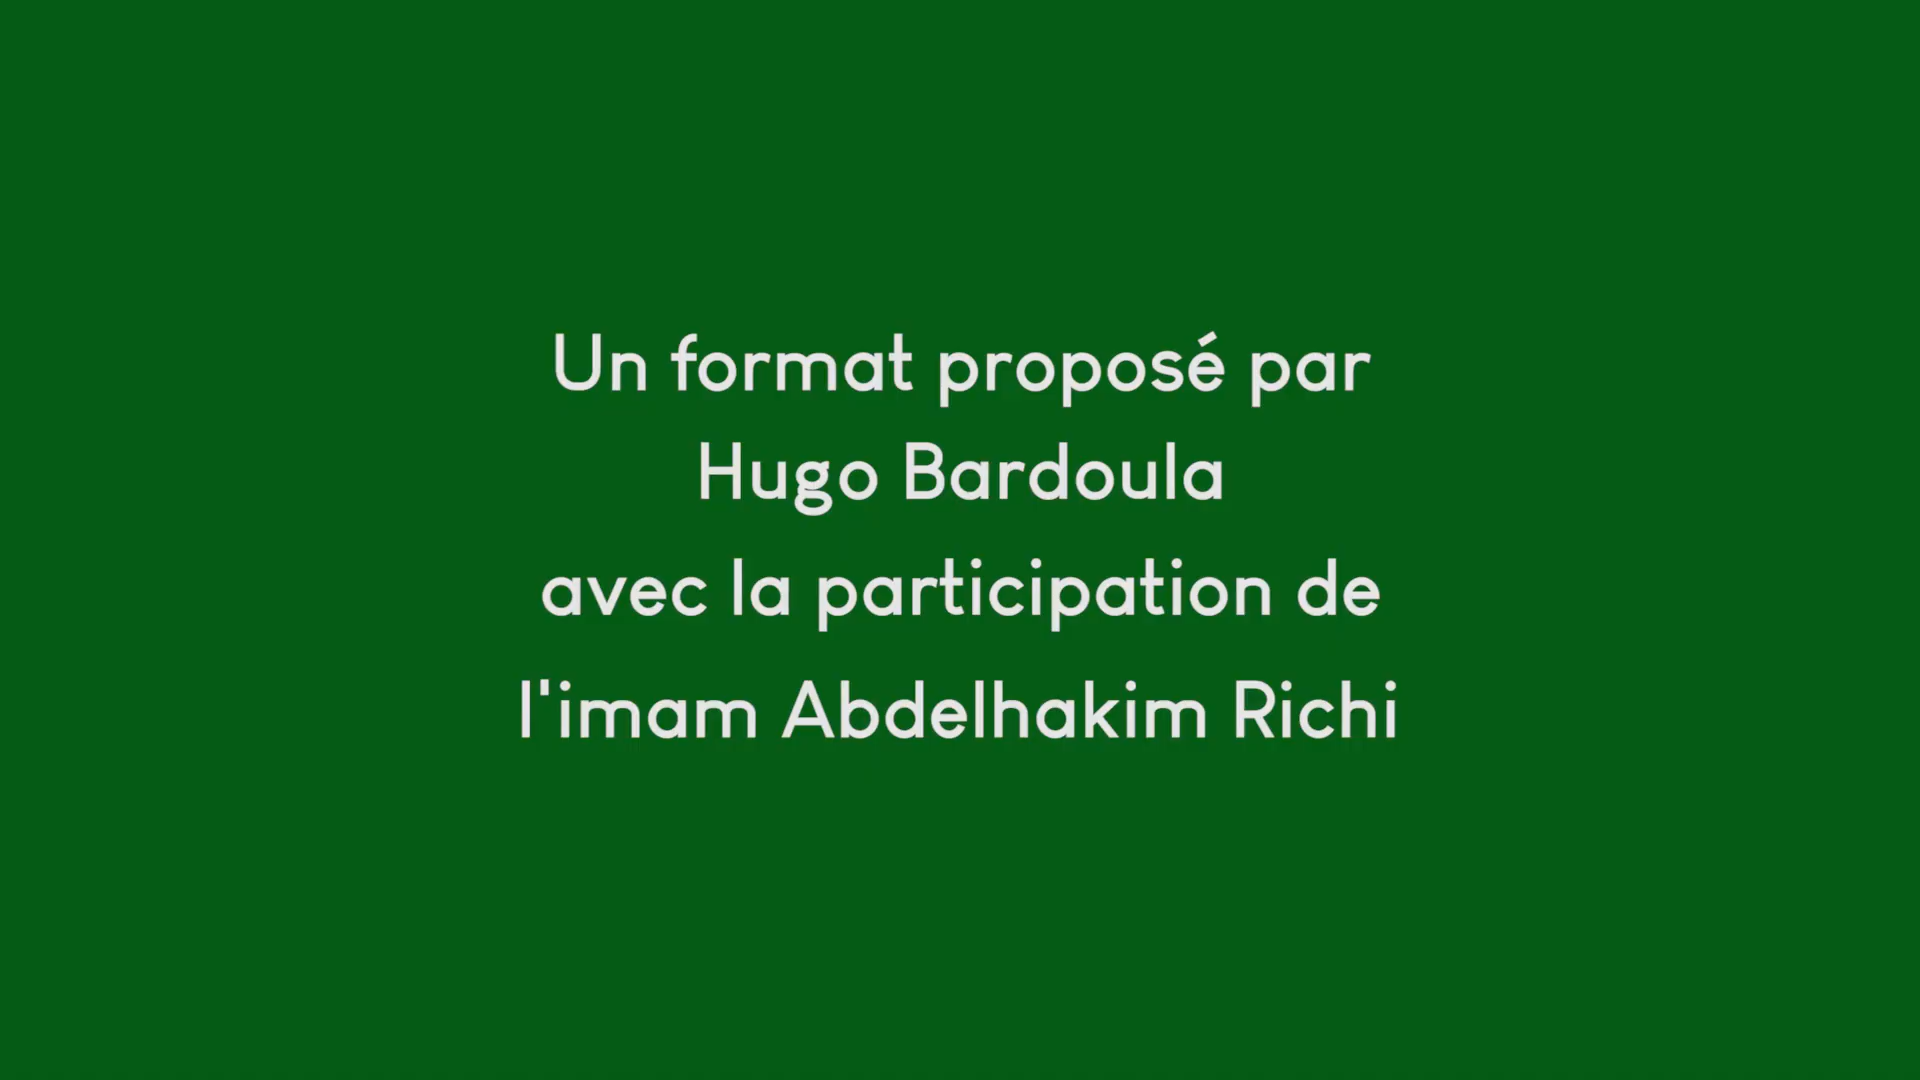 Un format proposé par
Hugo Bardoula
avec la participation de
l'imam Abdelhakim Richi